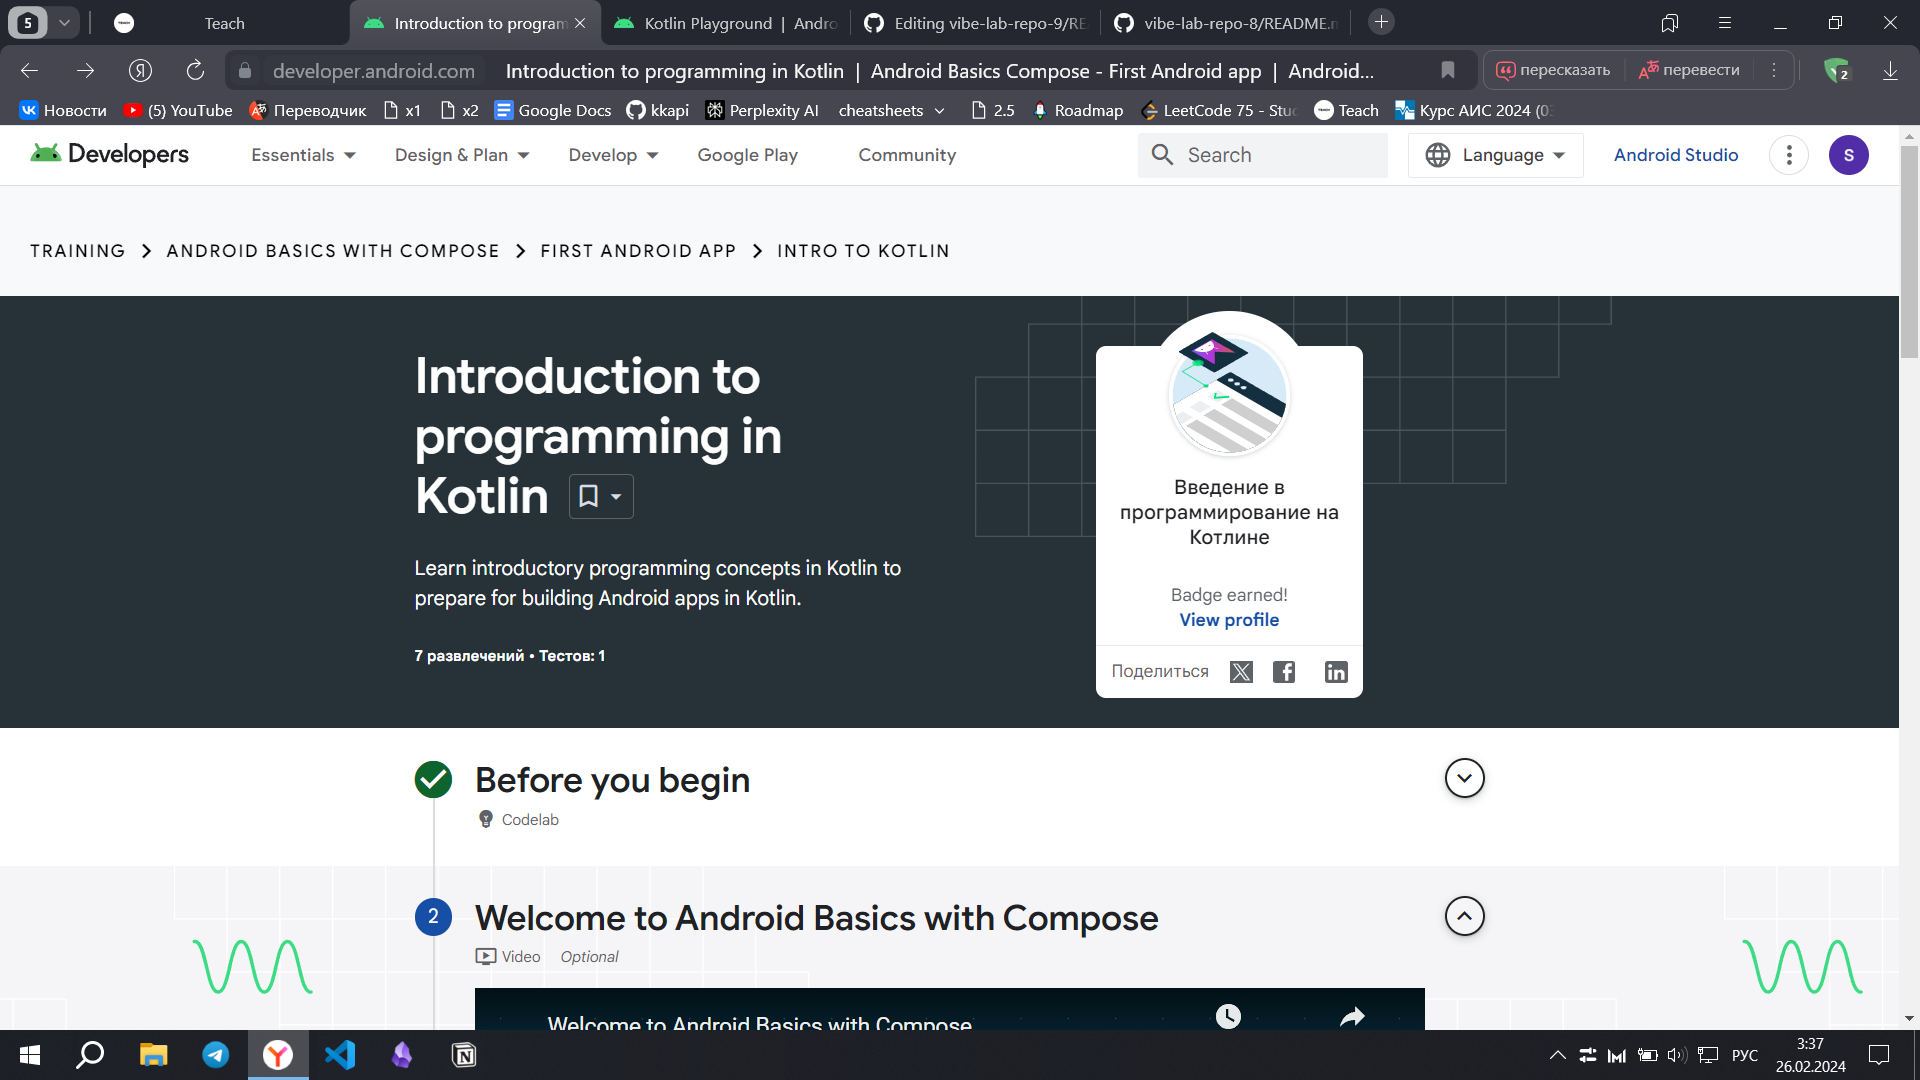 5
Teach
Introduction to program
Kotlin Playground | Andro
Editing vibe-lab-repo-9/RE
vibe-lab-repo-8/README.m
developer.android.com
Introduction to programming in Kotlin | Android Basics Compose - First Android app | Android...
пересказать
перевести
2
Новости
(5) YouTube
Переводчик
x1
x2
Google Docs
kkapi
Perplexity AI
cheatsheets
2.5
Roadmap
LeetCode 75 - Stu
Teach
Курс АИС 2024 (0
Developers
Essentials
Design & Plan
Develop
Google Play
Community
Search
Language
Android Studio
S
TRAINING > ANDROID BASICS WITH COMPOSE > FIRST ANDROID APP > INTRO TO KOTLIN
Introduction to
programming in
Kotlin
Learn introductory programming concepts in Kotlin to
prepare for building Android apps in Kotlin.
7 развлечений • Тестов: 1
Введение в
программирование на
Котлине
Badge earned!
View profile
Поделиться
Before you begin
Codelab
2
Welcome to Android Basics with Compose
Video Optional
Welcome to Android Basics with Compose
РУС
3:37
26.02.2024